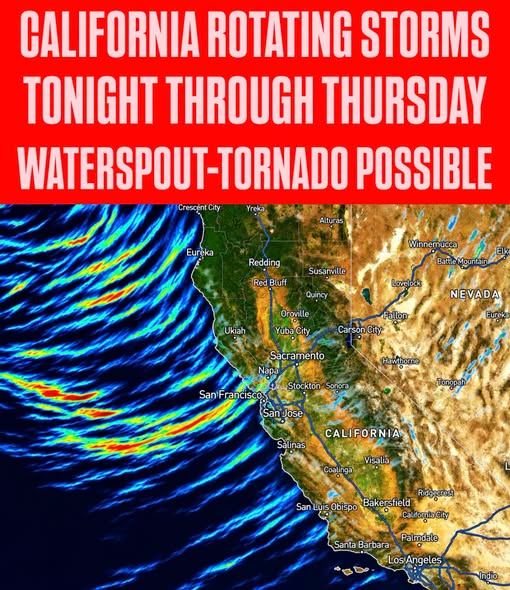 CALIFORNIA ROTATING STORMS
TONIGHT THROUGH THURSDAY
WATERSPOUT-TORNADO POSSIBLE
Crescent City
Yreka
Alturas
Eureka
Winnemucca
Redding
Battle Mountain
Red Bluff
Susanville
Lovelock
Quincy
NEVADA
Oroville
Fallon
Eureka
Ukiah
Yuba City
Carson City
Sacramento
Hawthorne
Napa
Tonopah
San Francisco
Stockton
Sonora
San Jose
CALIFORNIA
Salinas
Visalia
Coalinga
Ridgecrest
San Luis Obispo
Bakersfield
California City
Palmdale
Santa Barbara
Los Angeles
Indio